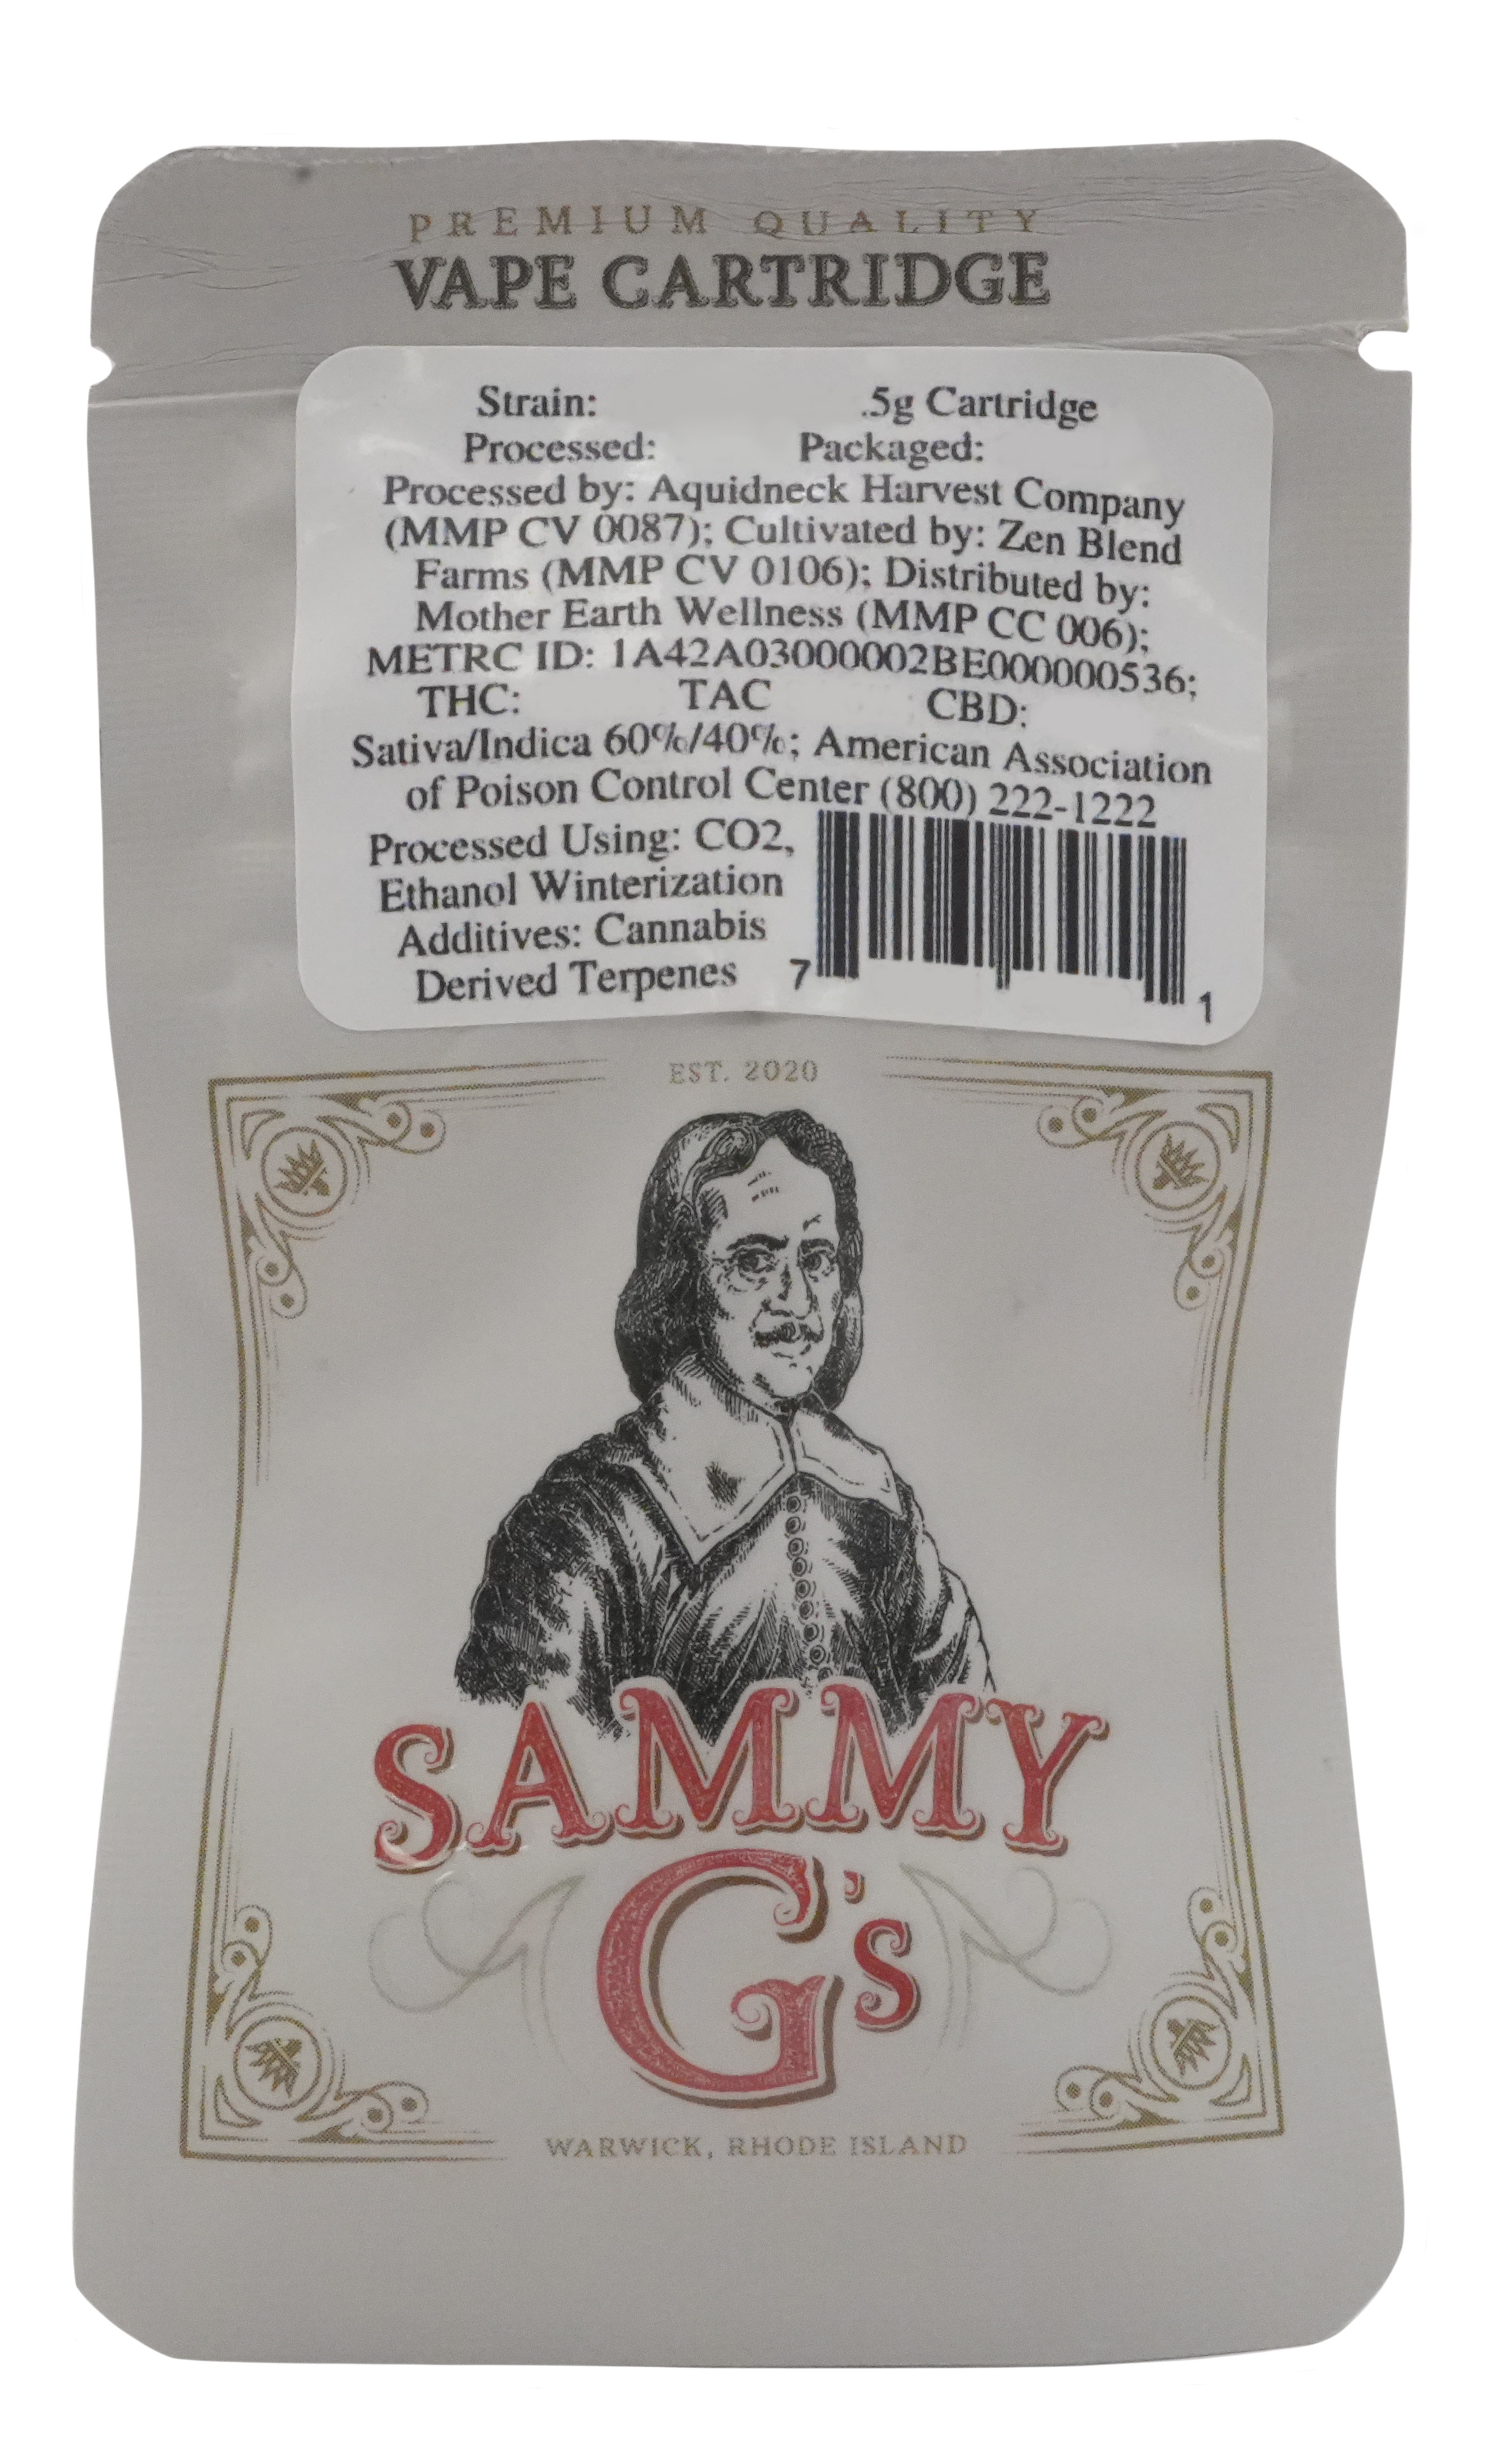 PREMIUM QUALITY
VAPE CARTRIDGE
Strain: .5g Cartridge
Processed: Packaged:
Processed by: Aquidneck Harvest Company
(MMP CV 0087); Cultivated by: Zen Blend
Farms (MMP CV 0106); Distributed by:
Mother Earth Wellness (MMP CC 006);
METRC ID: 1A42A03000002BE000000536;
THC: TAC CBD:
Sativa/Indica 60%/40%; American Association
of Poison Control Center (800) 222-1222
Processed Using: CO2,
Ethanol Winterization
Additives: Cannabis
Derived Terpenes
7 1
EST. 2020
SAMMY
G's
WARWICK, RHODE ISLAND